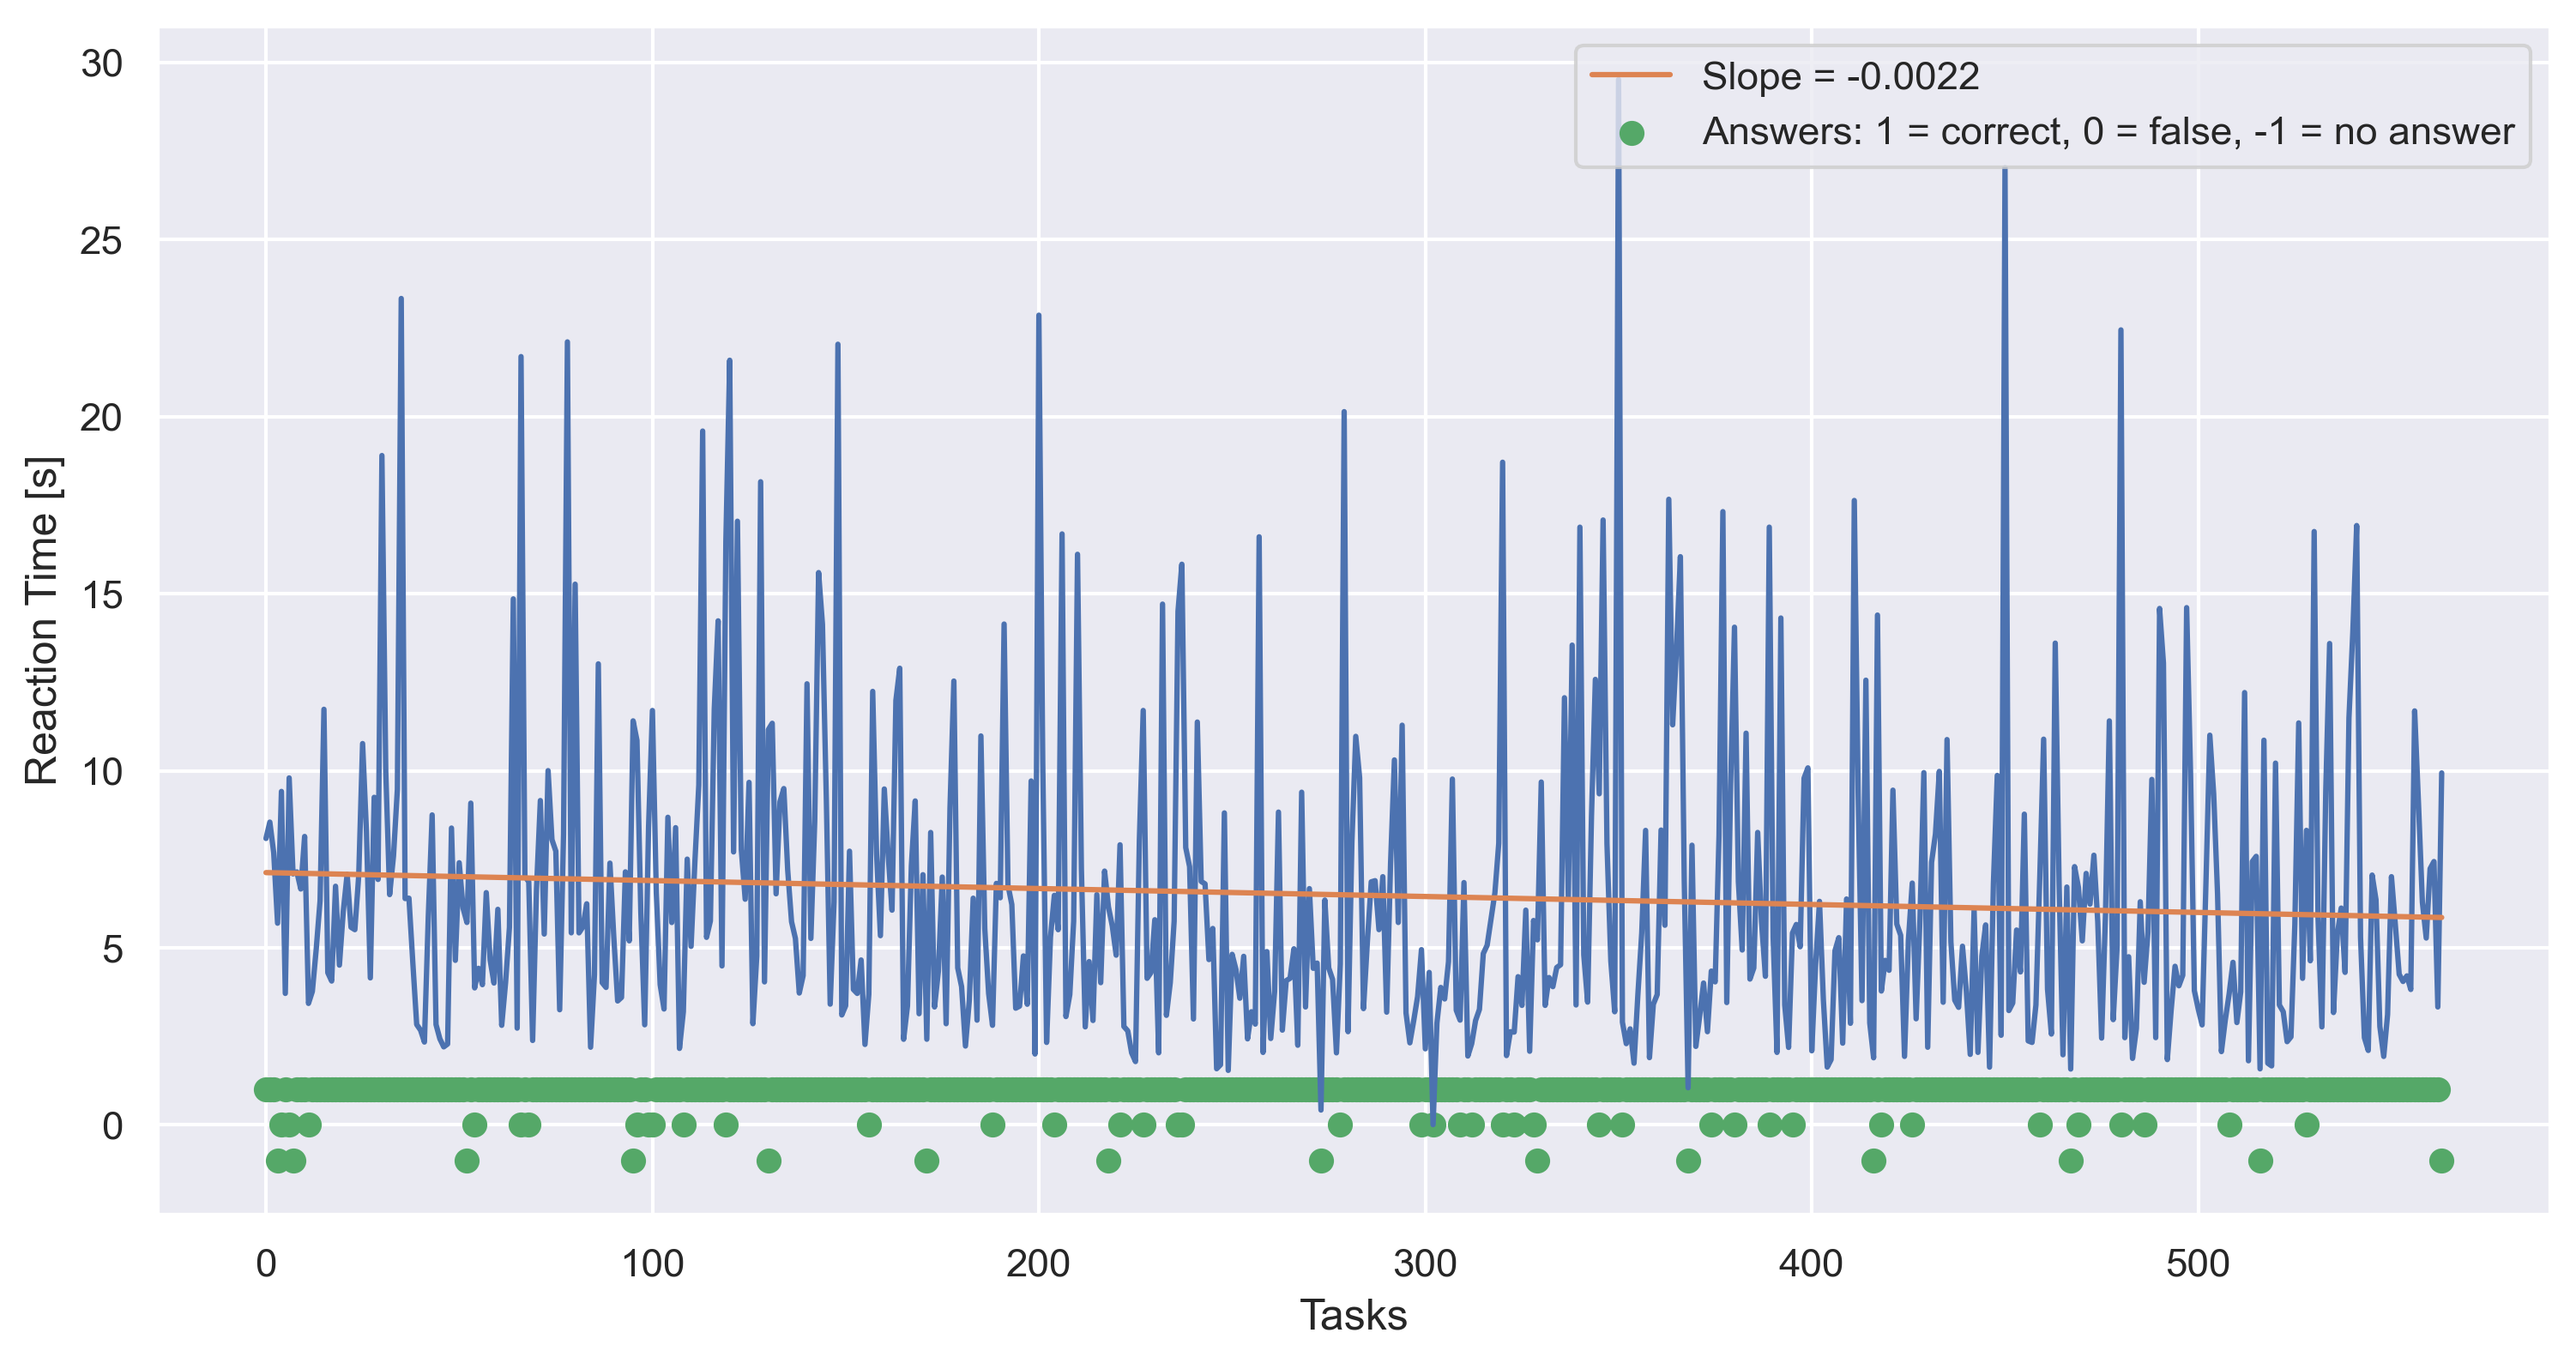 30
25
20
15
10
5
0
Reaction Time [s]
Slope = -0.0022
Answers: 1 = correct, 0 = false, -1 = no answer
0 100 200 300 400 500
Tasks